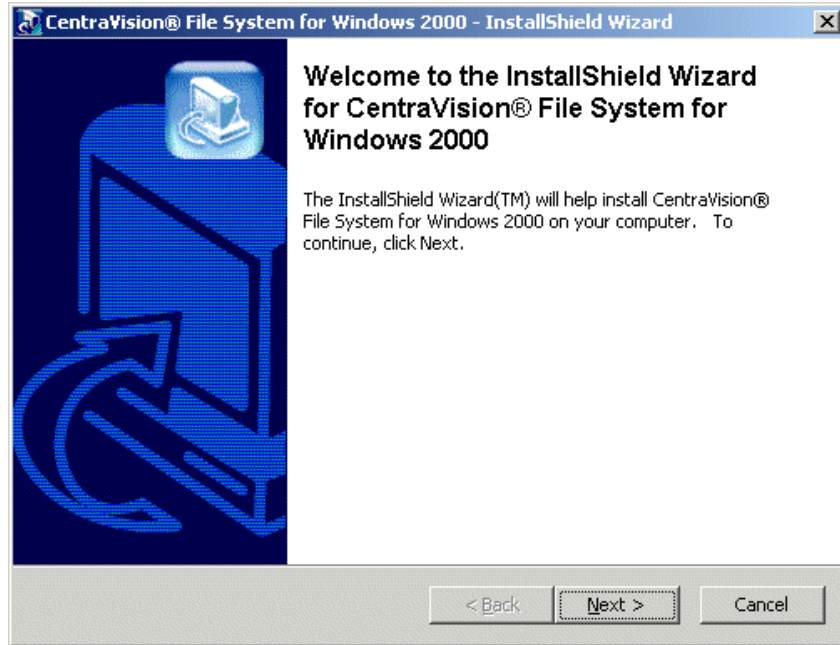 CentraVision® File System for Windows 2000 - InstallShield Wizard
Welcome to the InstallShield Wizard
for CentraVision® File System for
Windows 2000
The InstallShield Wizard(TM) will help install CentraVision®
File System for Windows 2000 on your computer.   To
continue, click Next.
< Back
Next >
Cancel